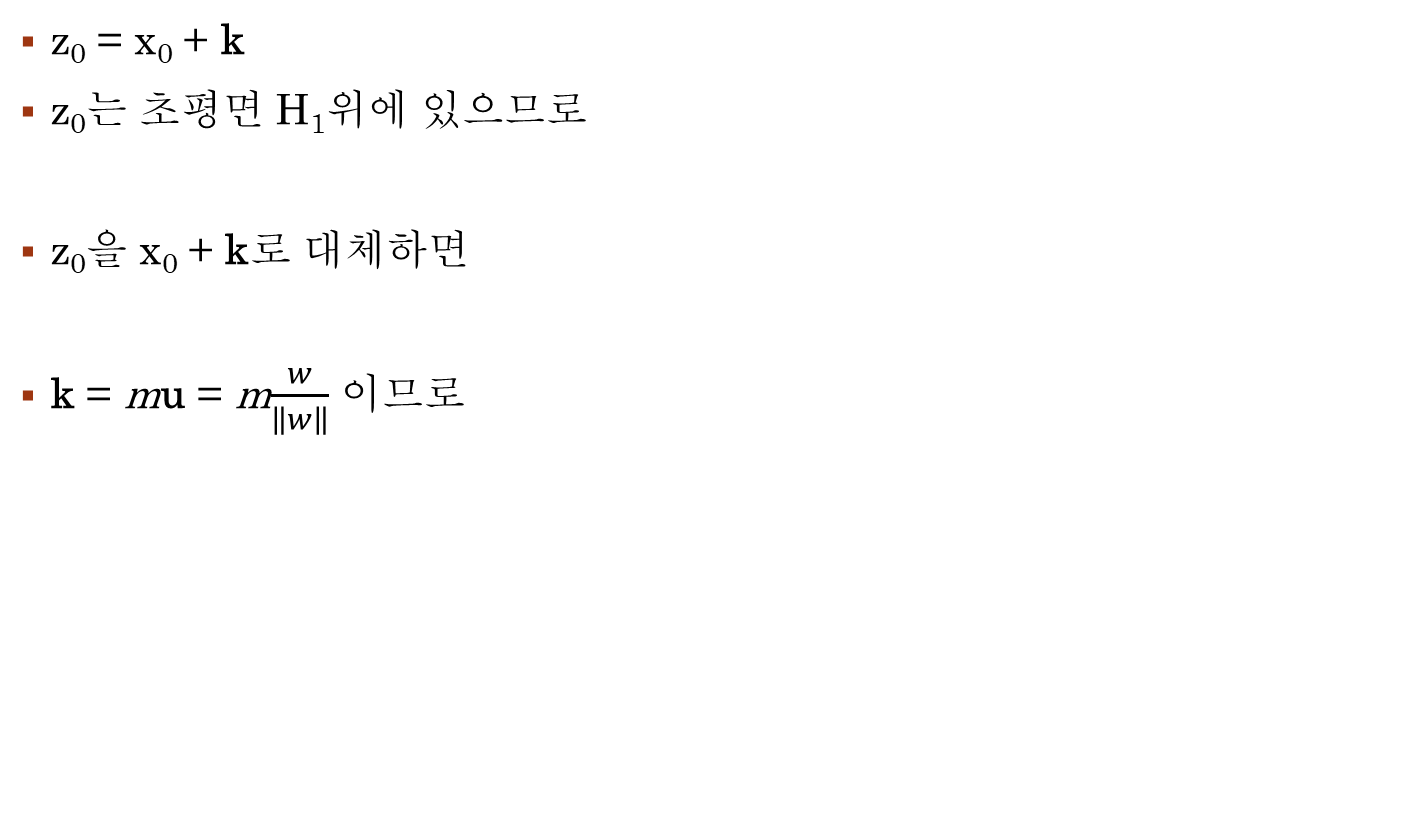 ▪ z₀ = x₀ + k
▪ z₀는 초평면 H₁위에 있으므로
▪ z₀을 x₀ + k로 대체하면
▪ k = mu = m w/‖w‖ 이므로